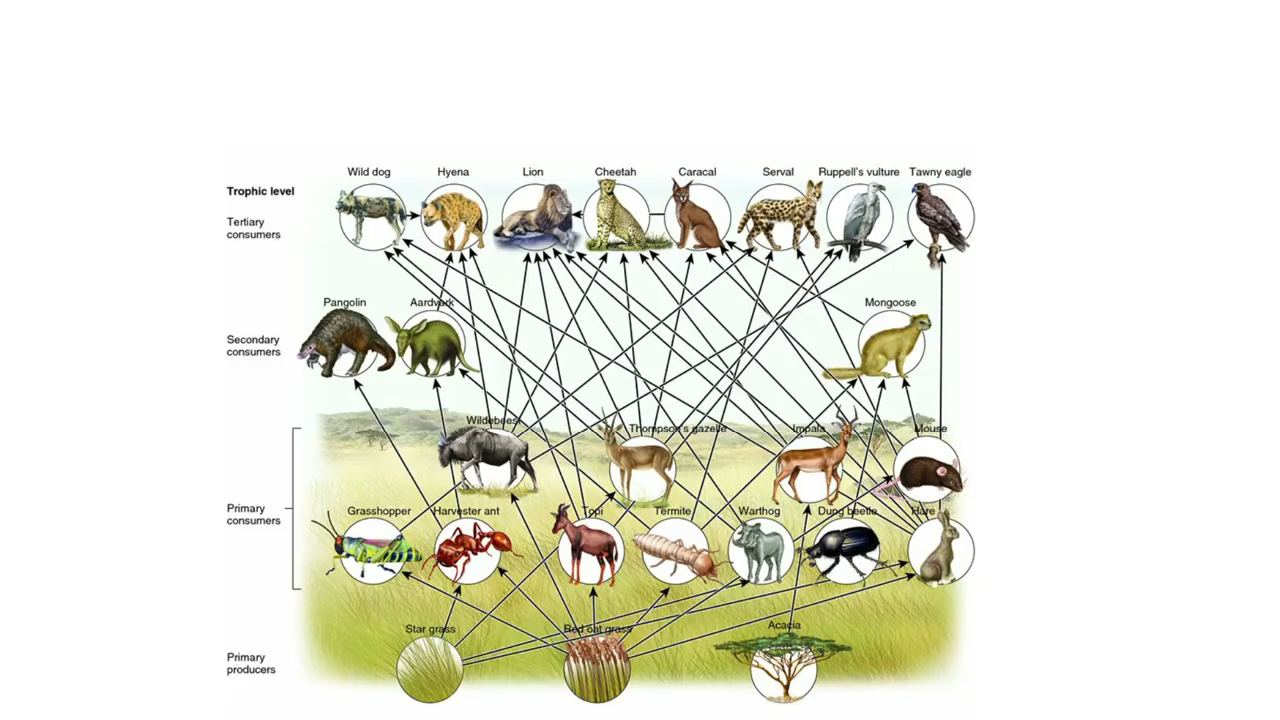 Wild dog
Hyena
Lion
Cheetah
Caracal
Serval
Ruppell's vulture
Tawny eagle
Trophic level
Tertiary
consumers
Pangolin
Aardvark
Mongoose
Secondary
consumers
Wildebeest
Thompson's gazelle
Impala
Mouse
Primary
consumers
Grasshopper
Harvester ant
Topi
Termite
Warthog
Dung beetle
Hare
Star grass
Red oat grass
Acacia
Primary
producers